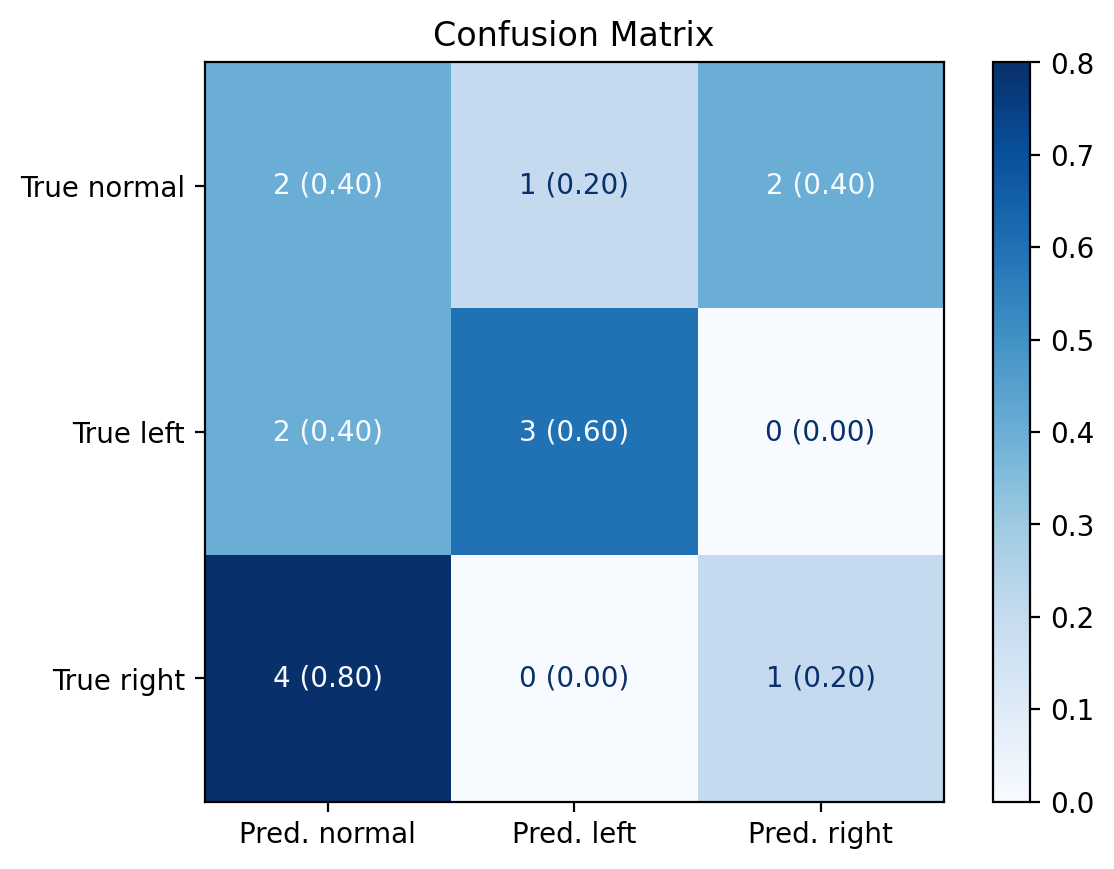 Confusion Matrix
True normal
2 (0.40)
1 (0.20)
2 (0.40)
True left
2 (0.40)
3 (0.60)
0 (0.00)
True right
4 (0.80)
0 (0.00)
1 (0.20)
Pred. normal
Pred. left
Pred. right
0.8
0.7
0.6
0.5
0.4
0.3
0.2
0.1
0.0